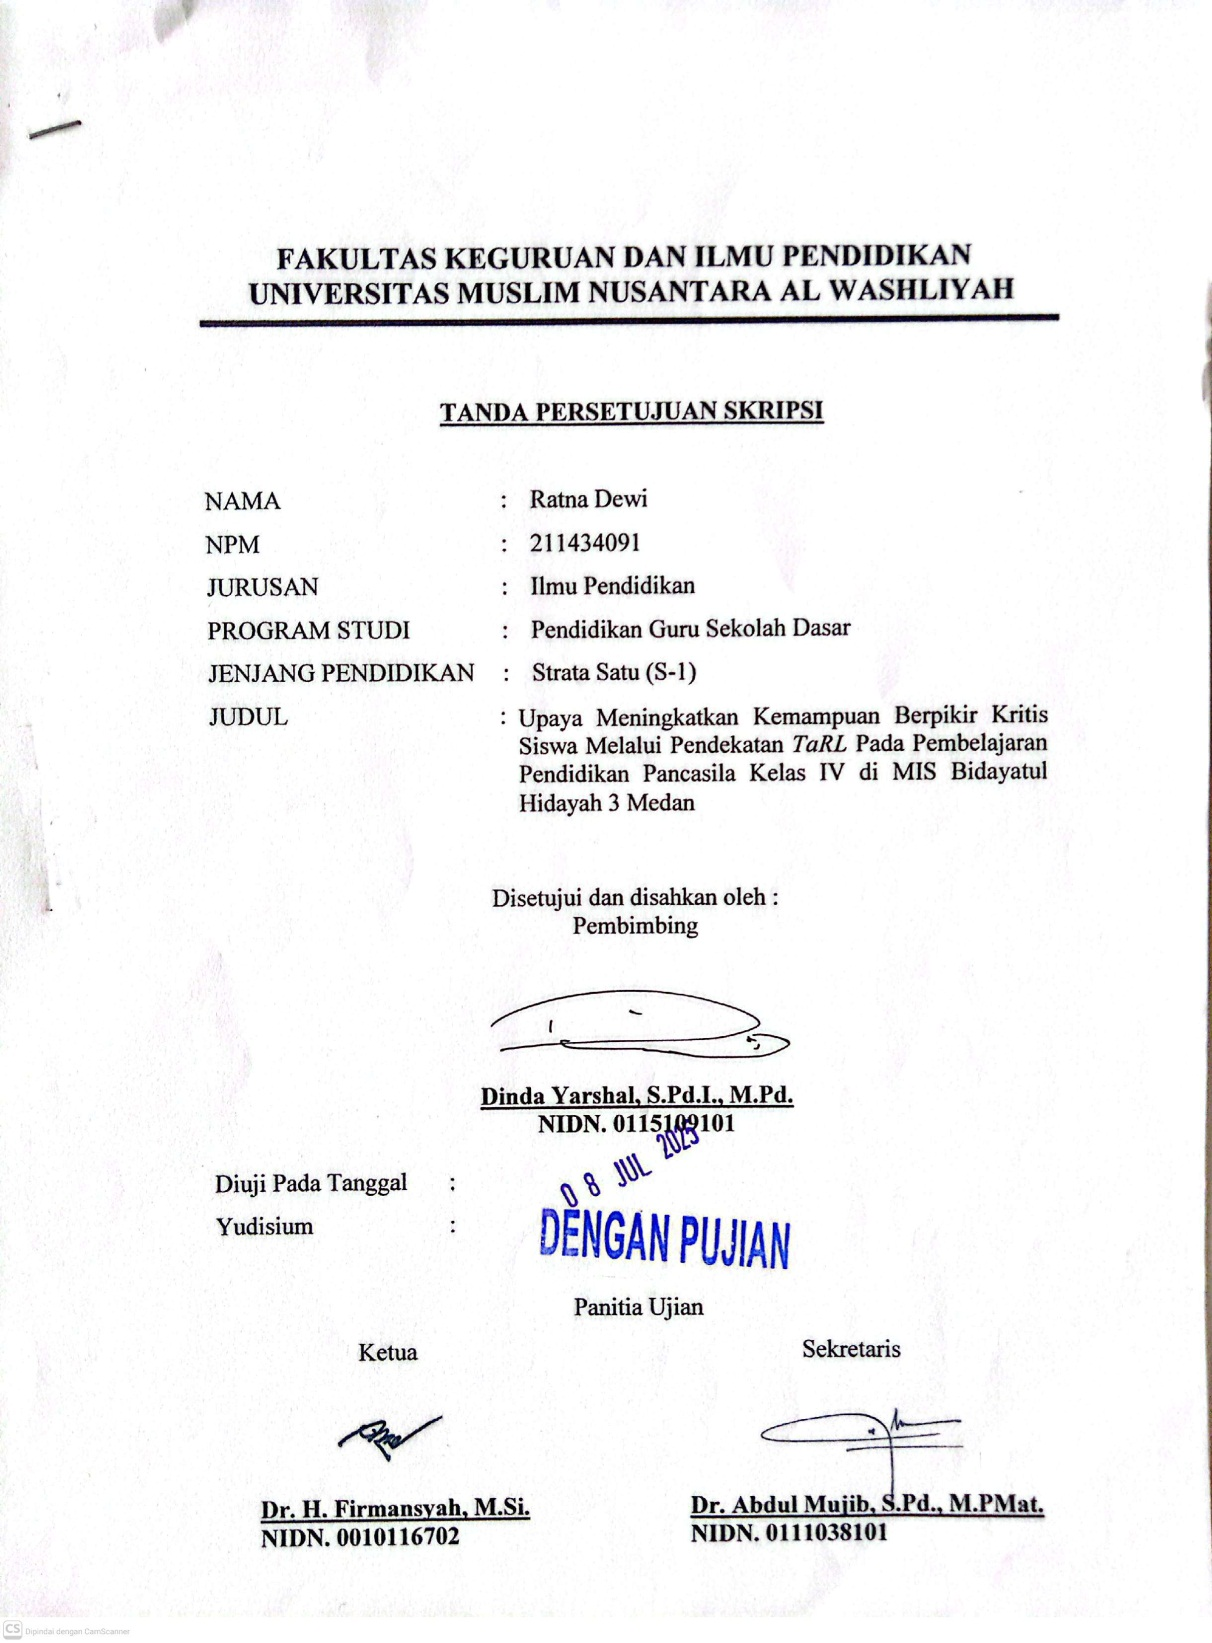 FAKULTAS KEGURUAN DAN ILMU PENDIDIKAN
UNIVERSITAS MUSLIM NUSANTARA AL WASHLIYAH
TANDA PERSETUJUAN SKRIPSI
NAMA : Ratna Dewi
NPM : 211434091
JURUSAN : Ilmu Pendidikan
PROGRAM STUDI : Pendidikan Guru Sekolah Dasar
JENJANG PENDIDIKAN : Strata Satu (S-1)
JUDUL : Upaya Meningkatkan Kemampuan Berpikir Kritis
Siswa Melalui Pendekatan TaRL Pada Pembelajaran
Pendidikan Pancasila Kelas IV di MIS Bidayatul
Hidayah 3 Medan
Disetujui dan disahkan oleh :
Pembimbing
Dinda Yarshal, S.Pd.I., M.Pd.
NIDN. 0115109101
Diuji Pada Tanggal : 08 JUL 2025
Yudisium : DENGAN PUJIAN
Panitia Ujian
Ketua Sekretaris
Dr. H. Firmansyah, M.Si. Dr. Abdul Mujib, S.Pd., M.PMat.
NIDN. 0010116702 NIDN. 0111038101
CS Dipindai dengan CamScanner